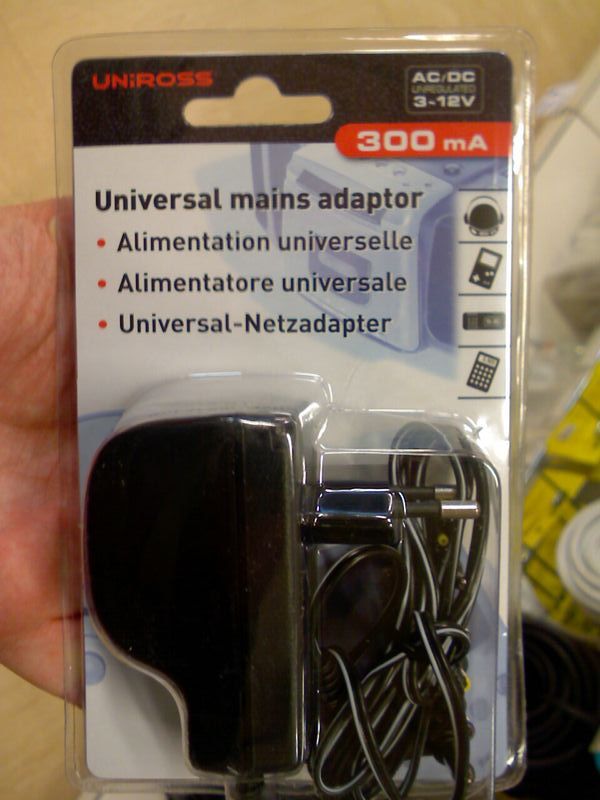 UNiROSS
AC/DC
UNREGULATED
3-12V
300 mA
Universal mains adaptor
• Alimentation universelle
• Alimentatore universale
• Universal-Netzadapter